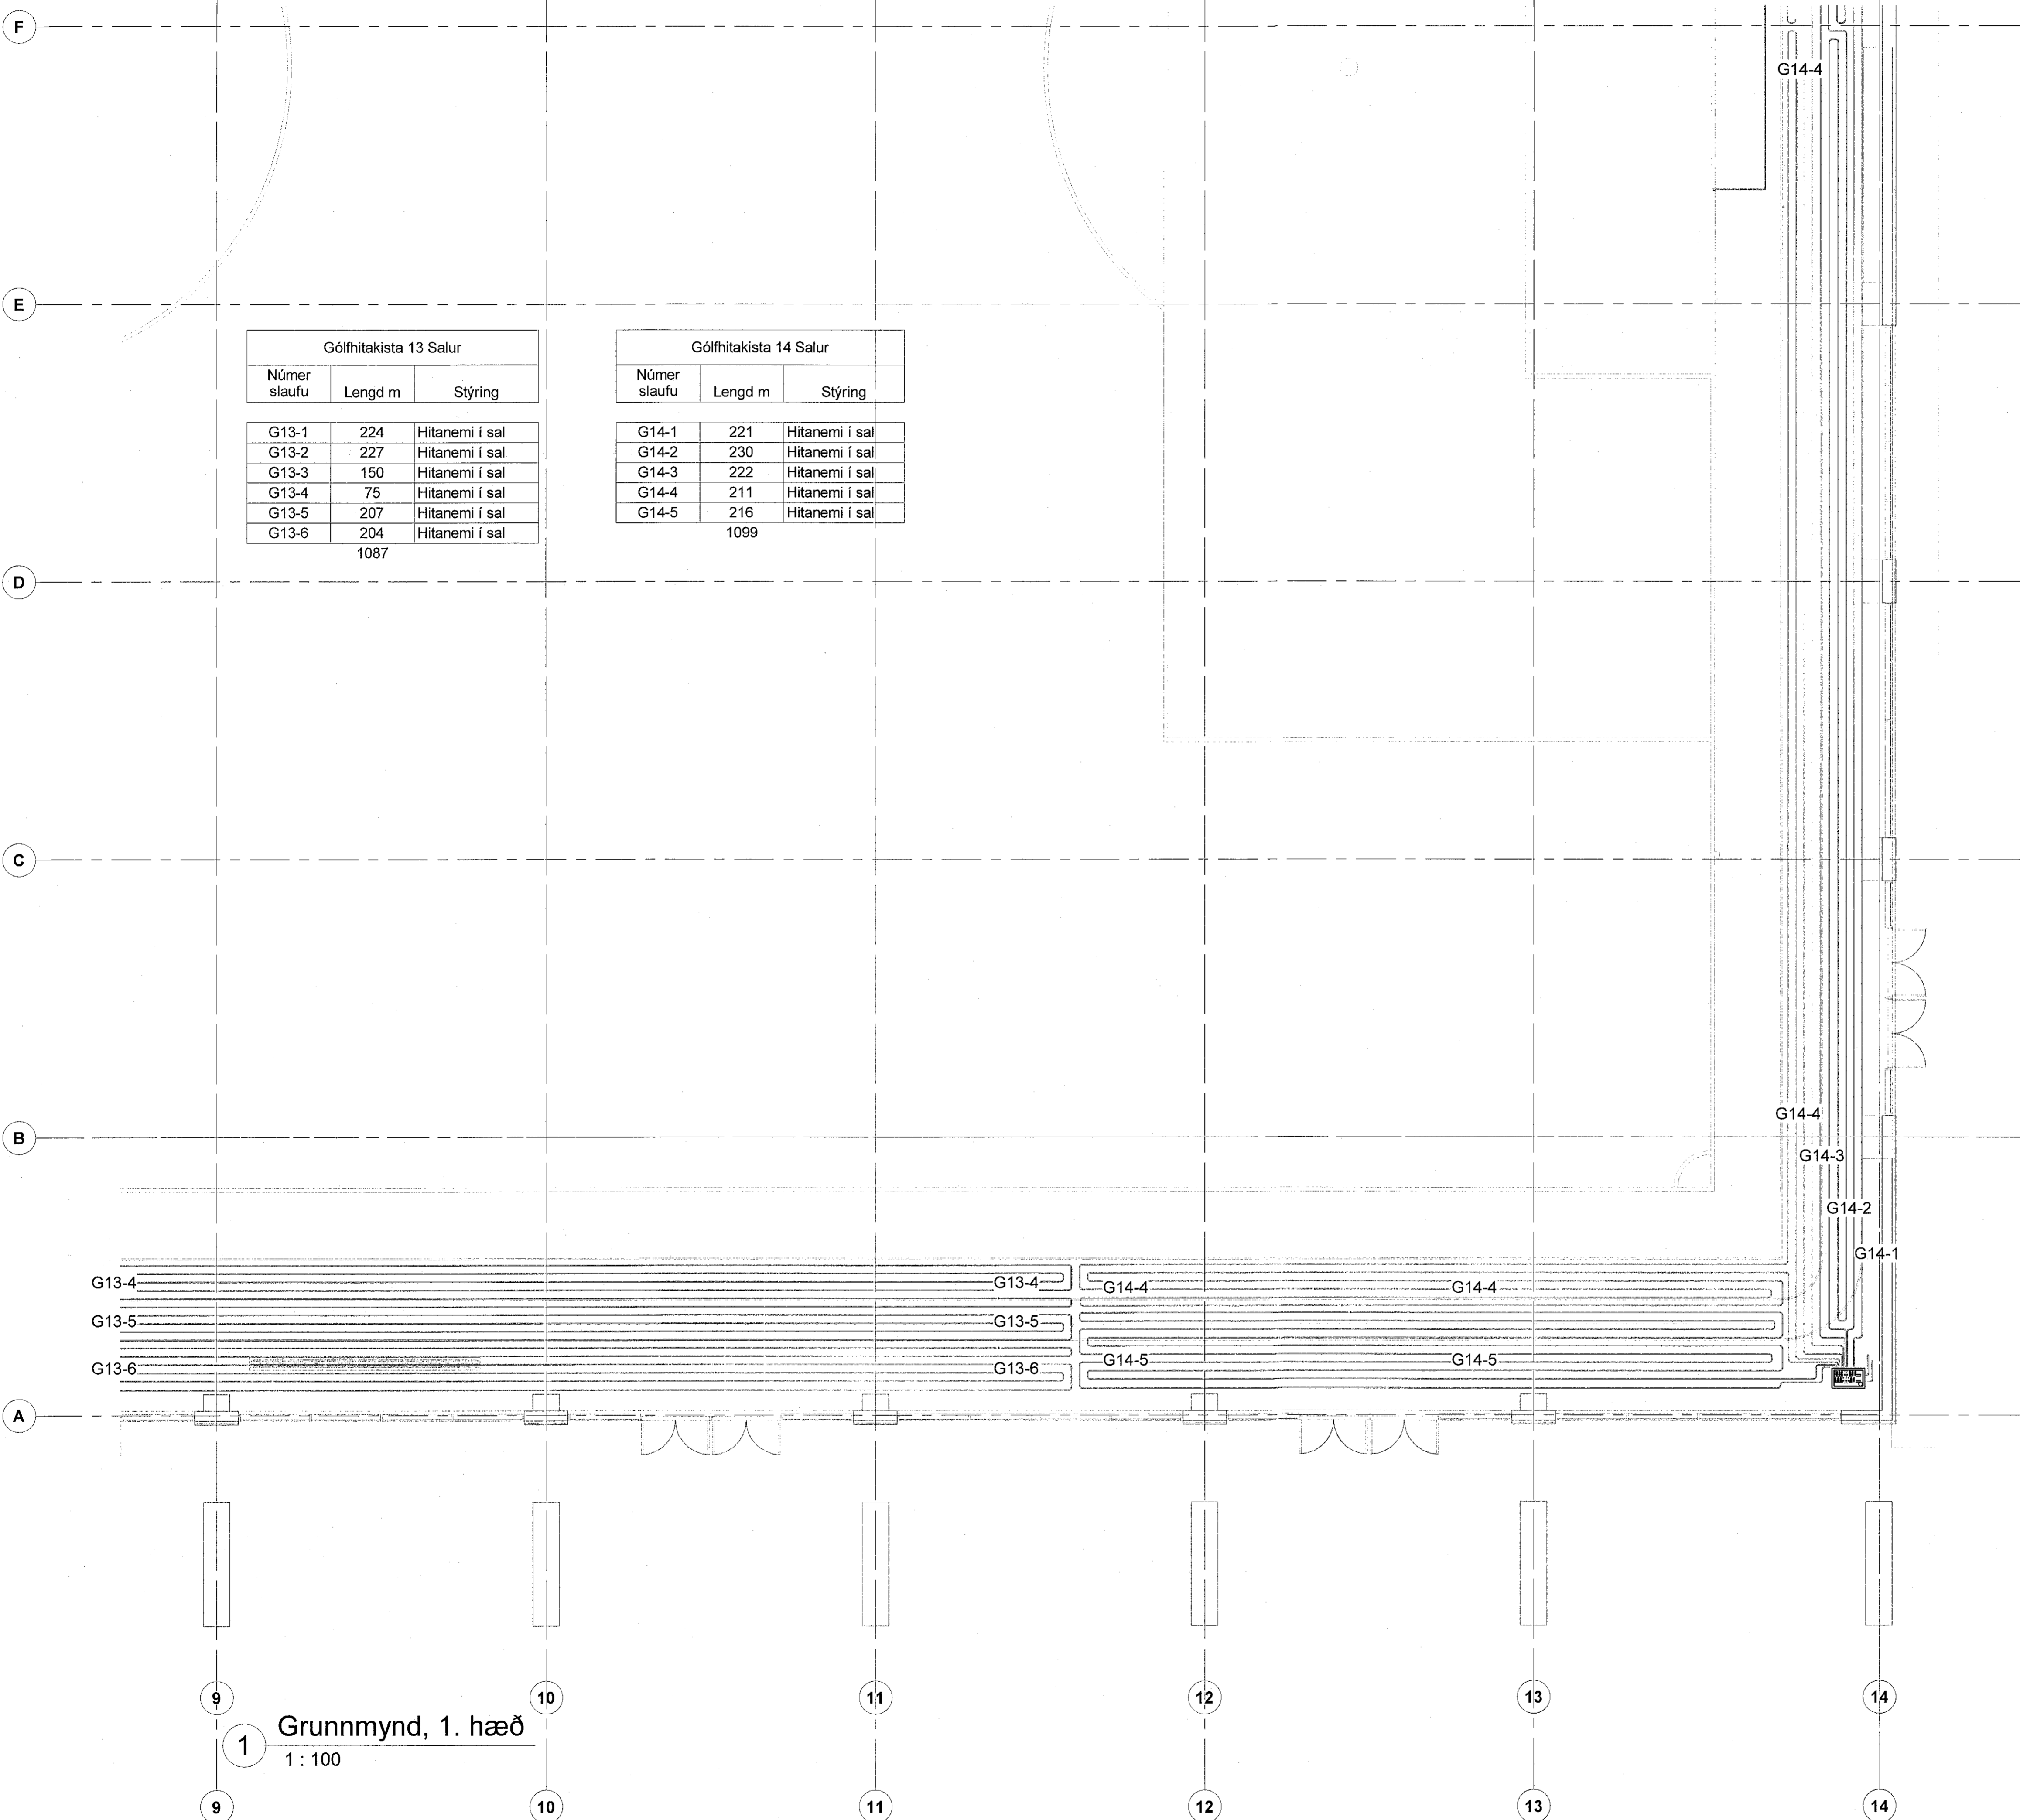 F
G14-4
E
Gólfhitakista 13 Salur
Númer slaufu Lengd m Stýring
G13-1 224 Hitanemi í sal
G13-2 227 Hitanemi í sal
G13-3 150 Hitanemi í sal
G13-4 75 Hitanemi í sal
G13-5 207 Hitanemi í sal
G13-6 204 Hitanemi í sal
1087
Gólfhitakista 14 Salur
Númer slaufu Lengd m Stýring
G14-1 221 Hitanemi í sal
G14-2 230 Hitanemi í sal
G14-3 222 Hitanemi í sal
G14-4 211 Hitanemi í sal
G14-5 216 Hitanemi í sal
1099
D
C
G14-4
B
G14-3
G14-2
G14-1
G13-4 G13-4 G14-4 G14-4
G13-5 G13-5
G13-6 G13-6 G14-5 G14-5
A
9 10 11 12 13 14
1 Grunnmynd, 1. hæð
1 : 100
9 10 11 12 13 14